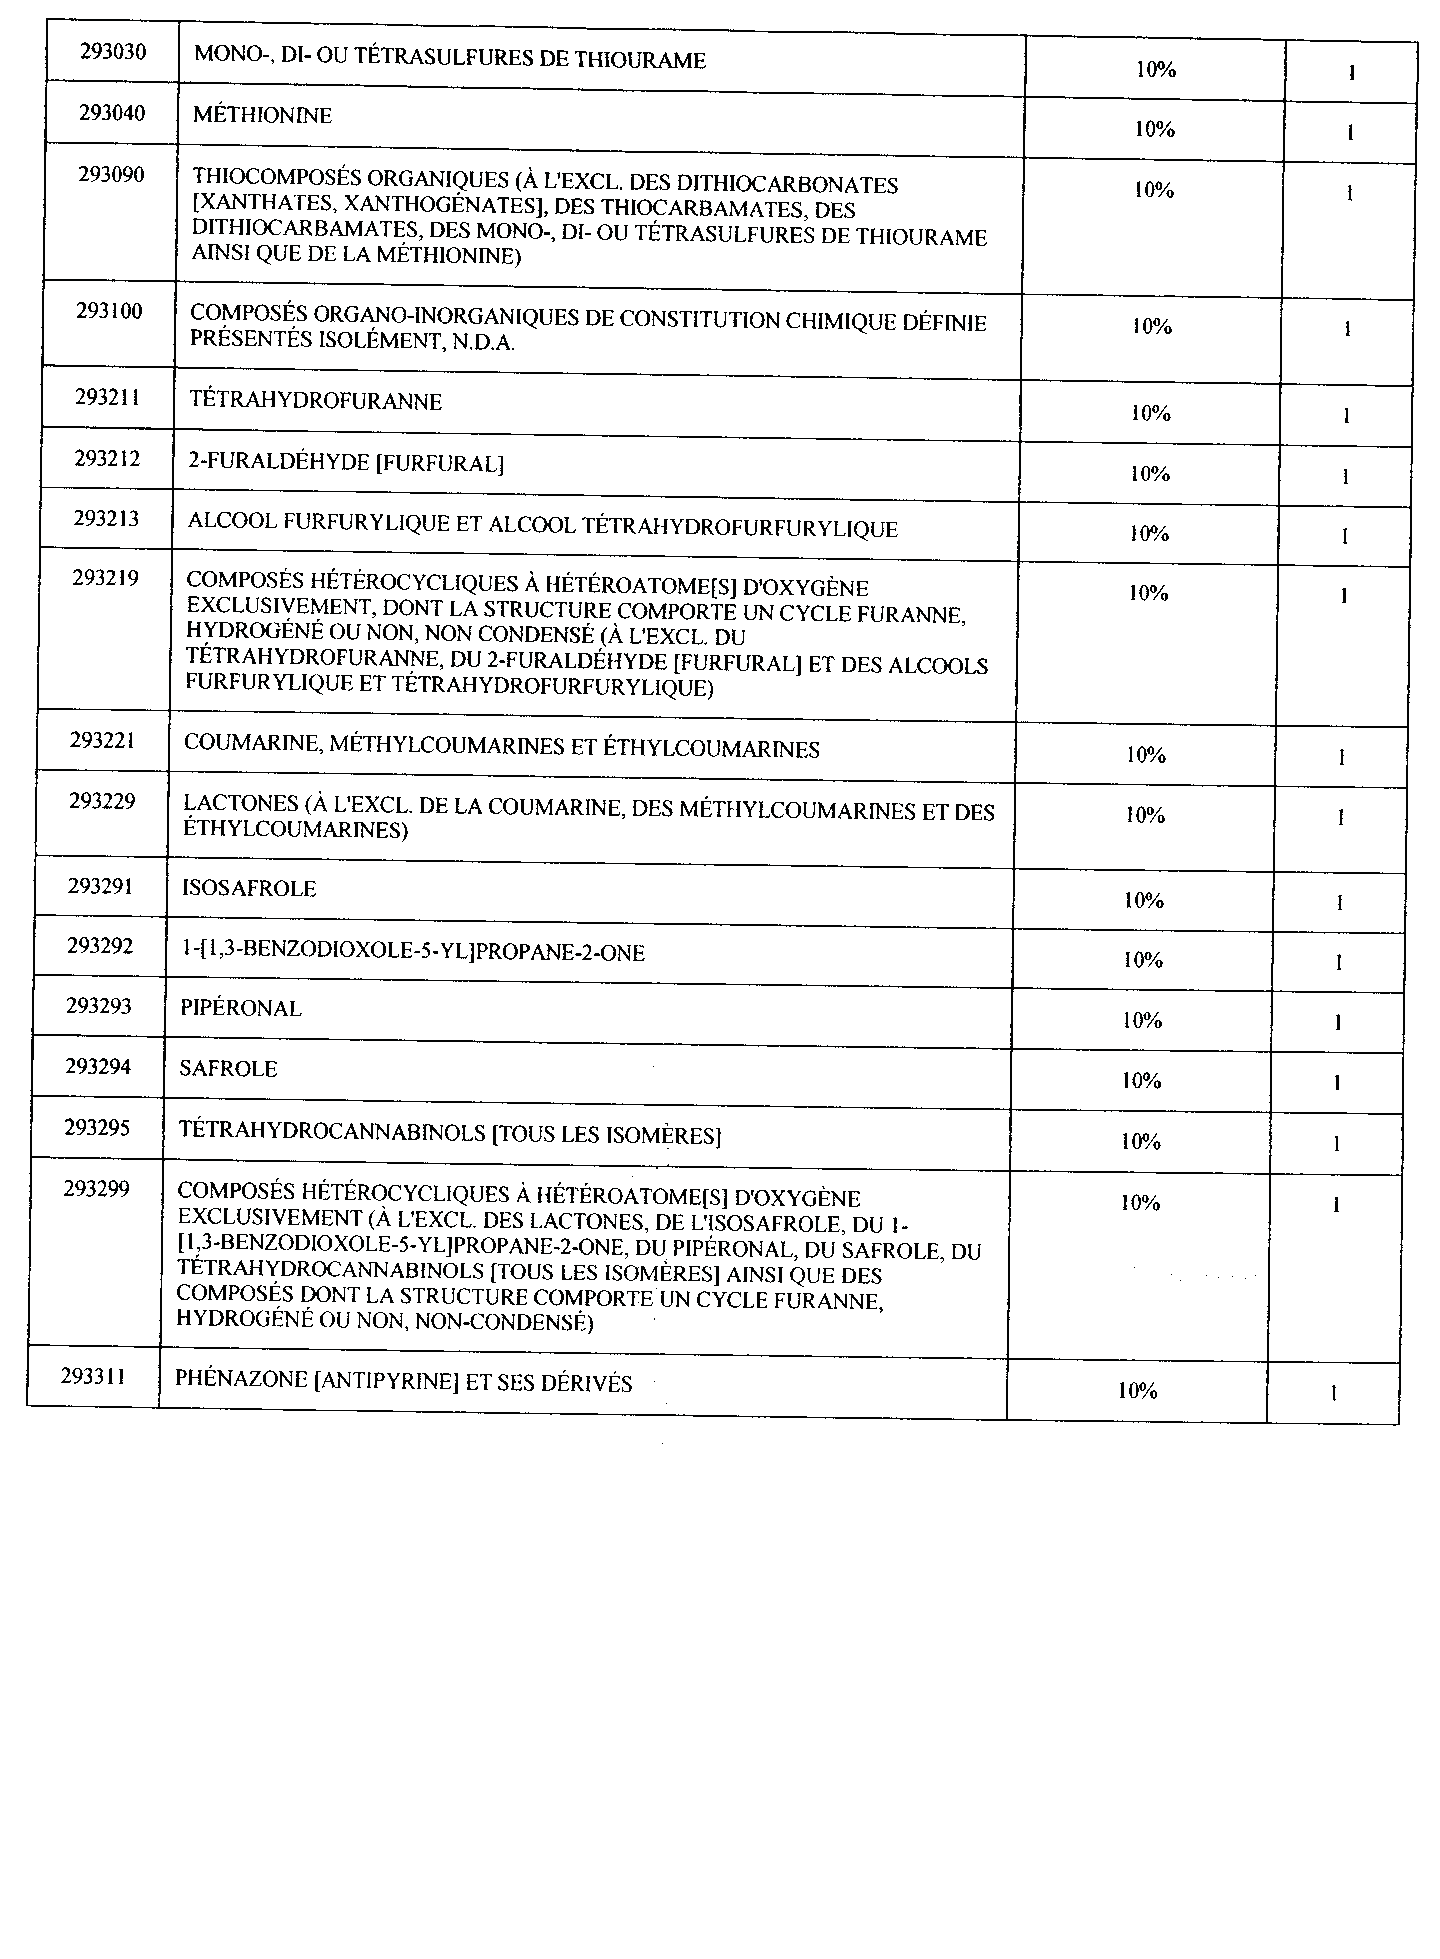 293030 MONO-, DI- OU TÉTRASULFURES DE THIOURAME 10% 1
293040 MÉTHIONINE 10% 1
293090 THIOCOMPOSÉS ORGANIQUES (À L'EXCL. DES DITHIOCARBONATES 10% 1
[XANTHATES, XANTHOGÉNATES], DES THIOCARBAMATES, DES
DITHIOCARBAMATES, DES MONO-, DI- OU TÉTRASULFURES DE THIOURAME
AINSI QUE DE LA MÉTHIONINE)
293100 COMPOSÉS ORGANO-INORGANIQUES DE CONSTITUTION CHIMIQUE DÉFINIE 10% 1
PRÉSENTÉS ISOLÉMENT, N.D.A.
293211 TÉTRAHYDROFURANNE 10% 1
293212 2-FURALDÉHYDE [FURFURAL] 10% 1
293213 ALCOOL FURFURYLIQUE ET ALCOOL TÉTRAHYDROFURFURYLIQUE 10% 1
293219 COMPOSÉS HÉTÉROCYCLIQUES À HÉTÉROATOME[S] D'OXYGÈNE 10% 1
EXCLUSIVEMENT, DONT LA STRUCTURE COMPORTE UN CYCLE FURANNE,
HYDROGÉNÉ OU NON, NON CONDENSÉ (À L'EXCL. DU
TÉTRAHYDROFURANNE, DU 2-FURALDÉHYDE [FURFURAL] ET DES ALCOOLS
FURFURYLIQUE ET TÉTRAHYDROFURFURYLIQUE)
293221 COUMARINE, MÉTHYLCOUMARINES ET ÉTHYLCOUMARINES 10% 1
293229 LACTONES (À L'EXCL. DE LA COUMARINE, DES MÉTHYLCOUMARINES ET DES 10% 1
ÉTHYLCOUMARINES)
293291 ISOSAFROLE 10% 1
293292 1-[1,3-BENZODIOXOLE-5-YL]PROPANE-2-ONE 10% 1
293293 PIPÉRONAL 10% 1
293294 SAFROLE 10% 1
293295 TÉTRAHYDROCANNABINOLS [TOUS LES ISOMÈRES] 10% 1
293299 COMPOSÉS HÉTÉROCYCLIQUES À HÉTÉROATOME[S] D'OXYGÈNE 10% 1
EXCLUSIVEMENT (À L'EXCL. DES LACTONES, DE L'ISOSAFROLE, DU 1-
[1,3-BENZODIOXOLE-5-YL]PROPANE-2-ONE, DU PIPÉRONAL, DU SAFROLE, DU
TÉTRAHYDROCANNABINOLS [TOUS LES ISOMÈRES] AINSI QUE DES
COMPOSÉS DONT LA STRUCTURE COMPORTE UN CYCLE FURANNE,
HYDROGÉNÉ OU NON, NON-CONDENSÉ)
293311 PHÉNAZONE [ANTIPYRINE] ET SES DÉRIVÉS 10% 1